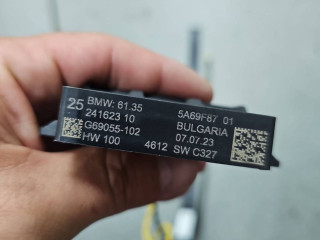 25 BMW: 61.35 5A69F87 01
241623 10 BULGARIA
G69055-102 07.07.23
HW 100 4612 SW C327